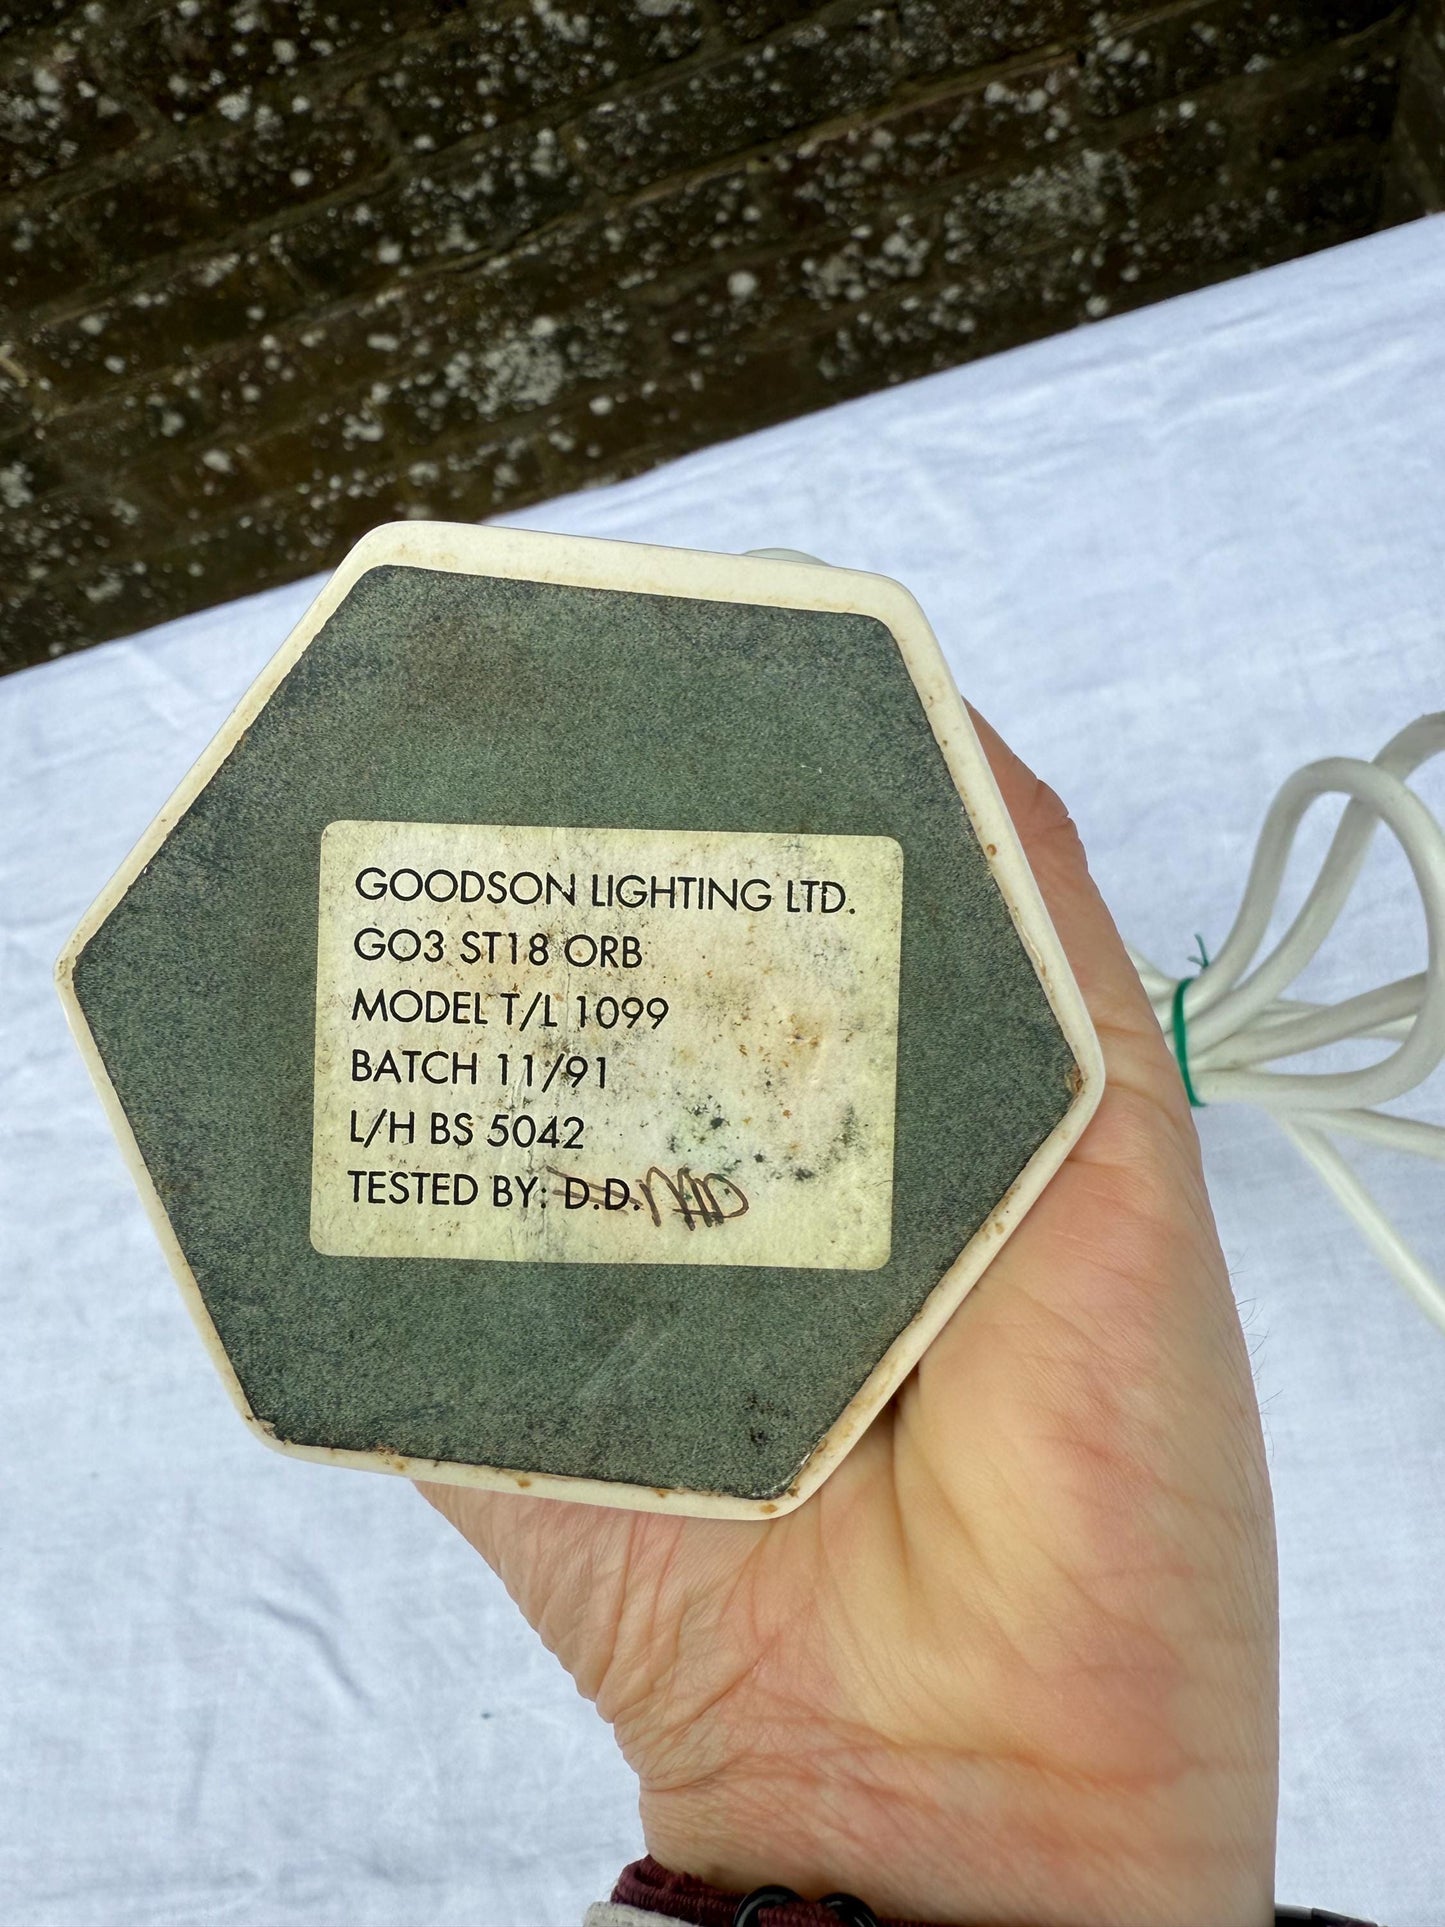 GOODSON LIGHTING LTD.
GO3 ST18 ORB
MODEL T/L 1099
BATCH 11/91
L/H BS 5042
TESTED BY: D.D.